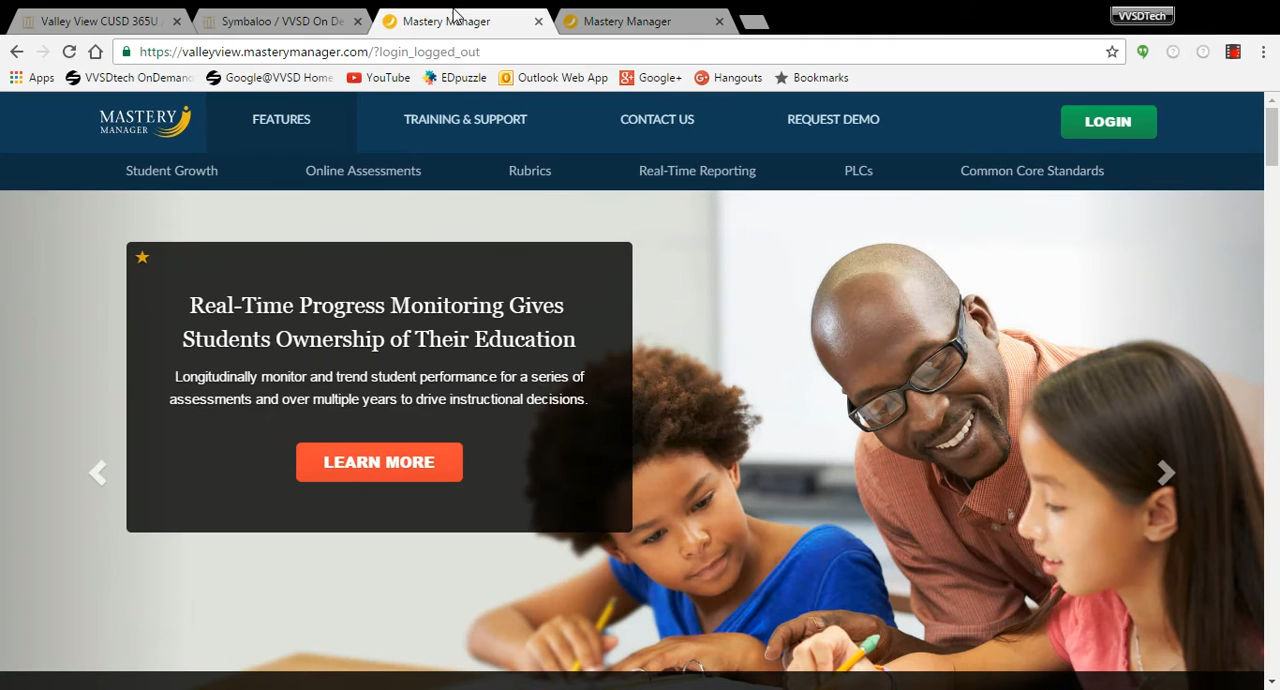 Valley View CUSD 365U
Symbaloo / VVSD On De
Mastery Manager
Mastery Manager
VVSDTech
https://valleyview.masterymanager.com/?login_logged_out
Apps
VVSDtech OnDeman
Google@VVSD Home
YouTube
EDpuzzle
Outlook Web App
Google+
Hangouts
Bookmarks
MASTERY
MANAGER
FEATURES
TRAINING & SUPPORT
CONTACT US
REQUEST DEMO
LOGIN
Student Growth
Online Assessments
Rubrics
Real-Time Reporting
PLCs
Common Core Standards
Real-Time Progress Monitoring Gives
Students Ownership of Their Education
Longitudinally monitor and trend student performance for a series of
assessments and over multiple years to drive instructional decisions.
LEARN MORE